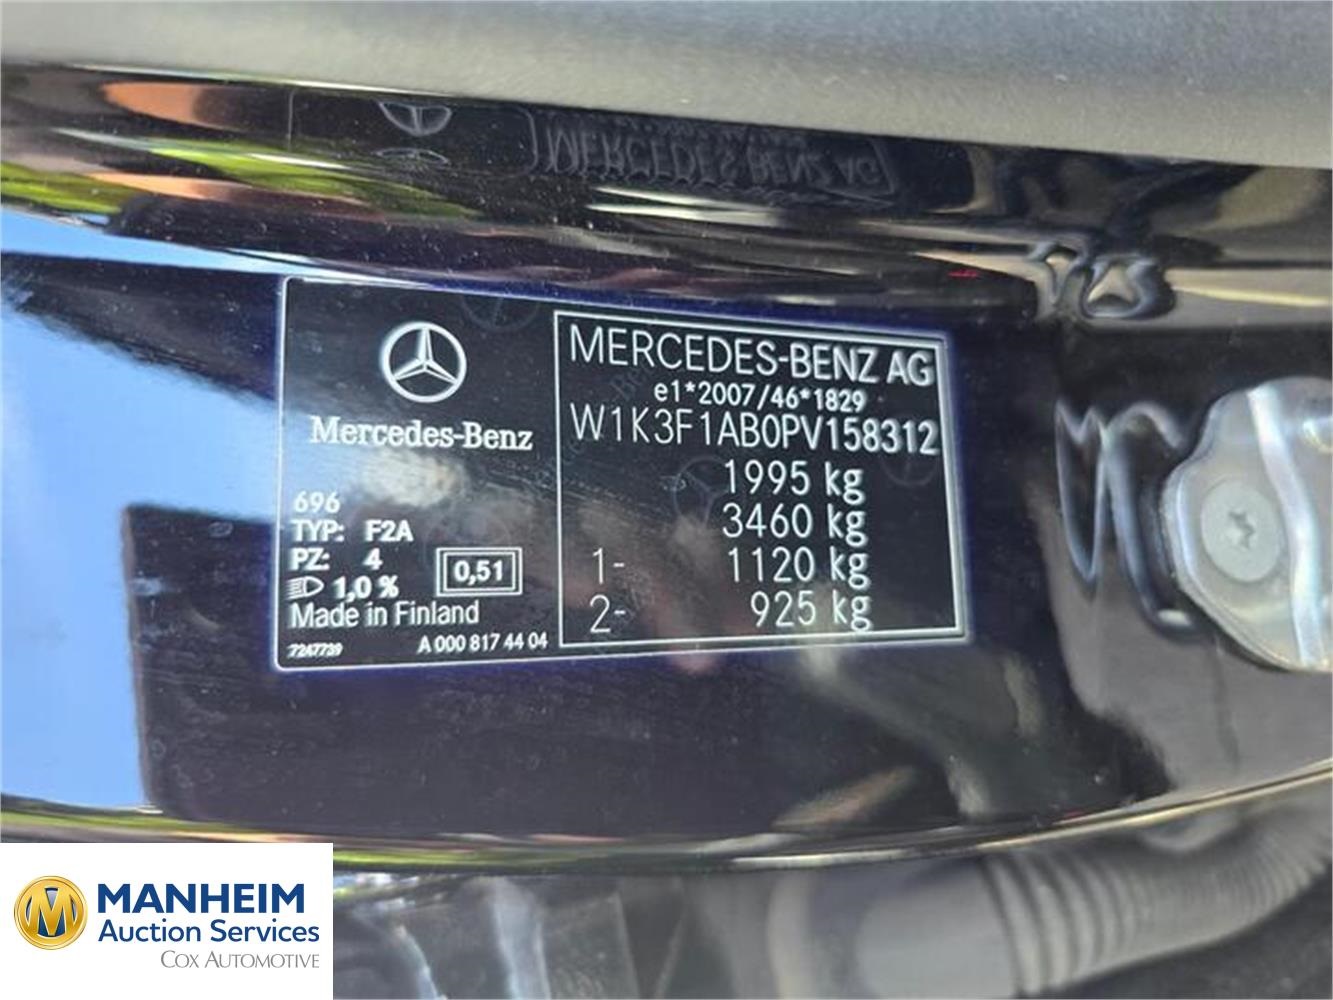 Mercedes-Benz
696
TYP: F2A
PZ: 4
1,0 %
0,51
Made in Finland
7247739
A 000 817 44 04
MERCEDES-BENZ AG
e1*2007/46*1829
W1K3F1AB0PV158312
1995 kg
3460 kg
1- 1120 kg
2- 925 kg
MERCEDES-BENZ AG
MANHEIM
Auction Services
COX AUTOMOTIVE